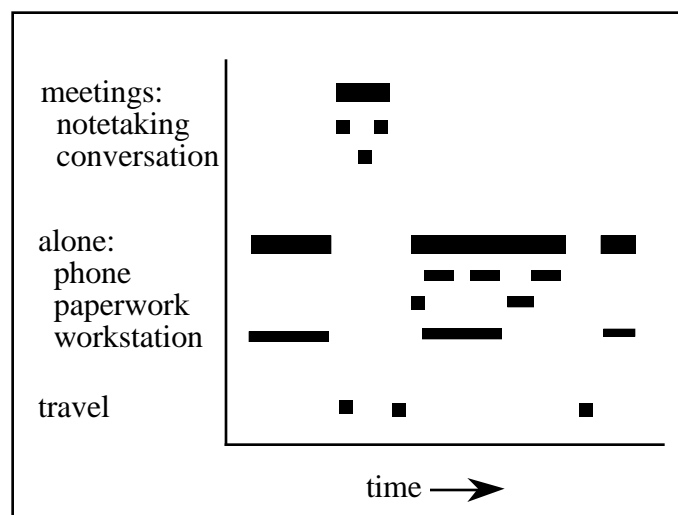 meetings:
notetaking
conversation
alone:
phone
paperwork
workstation
travel
time